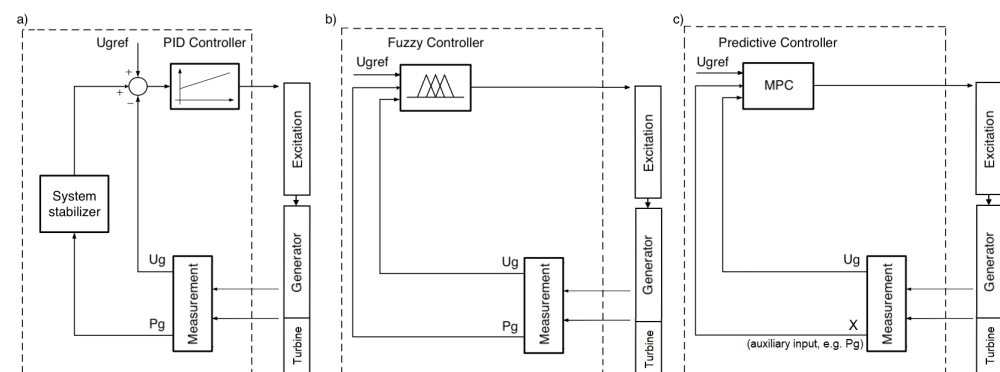 a)
Ugref
PID Controller
+
+
−
System
stabilizer
Ug
Pg
Measurement
Excitation
Generator
Turbine
b)
Fuzzy Controller
Ugref
Ug
Pg
Measurement
Excitation
Generator
Turbine
c)
Predictive Controller
Ugref
MPC
Ug
X
(auxiliary input, e.g. Pg)
Measurement
Excitation
Generator
Turbine